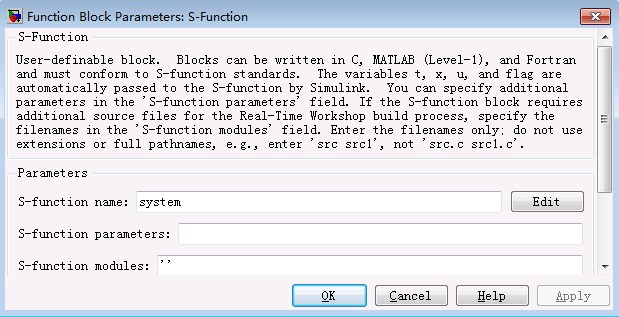 Function Block Parameters: S-Function
S-Function
User-definable block.  Blocks can be written in C, MATLAB (Level-1), and Fortran
and must conform to S-function standards.  The variables t, x, u, and flag are
automatically passed to the S-function by Simulink.  You can specify additional
parameters in the 'S-function parameters' field. If the S-function block requires
additional source files for the Real-Time Workshop build process, specify the
filenames in the 'S-function modules' field. Enter the filenames only; do not use
extensions or full pathnames, e.g., enter 'src src1', not 'src.c src1.c'.
Parameters
S-function name: system Edit
S-function parameters:
S-function modules: ''
OK Cancel Help Apply